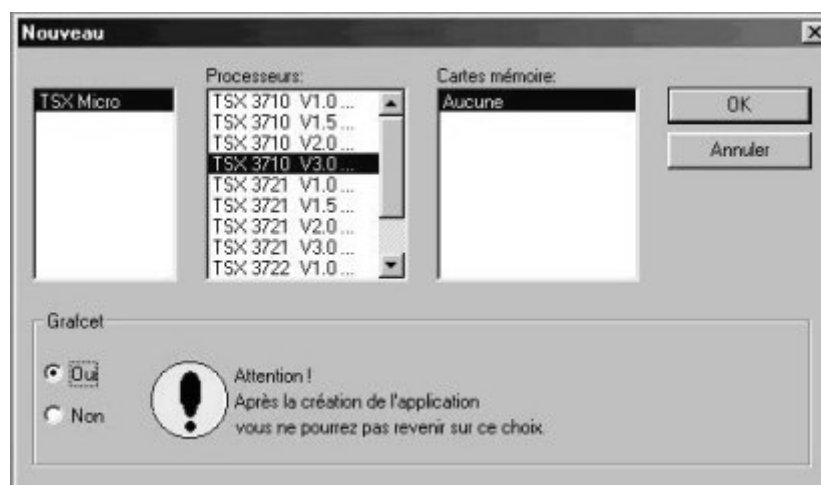 Nouveau
Processeurs:
Cartes mémoire:
TSX Micro
TSX 3710 V1.0 ...
TSX 3710 V1.5 ...
TSX 3710 V2.0 ...
TSX 3710 V3.0 ...
TSX 3721 V1.0 ...
TSX 3721 V1.5 ...
TSX 3721 V2.0 ...
TSX 3721 V3.0 ...
TSX 3722 V1.0 ...
Aucune
OK
Annuler
Grafcet
Oui
Non
Attention !
Après la création de l'application
vous ne pourrez pas revenir sur ce choix.